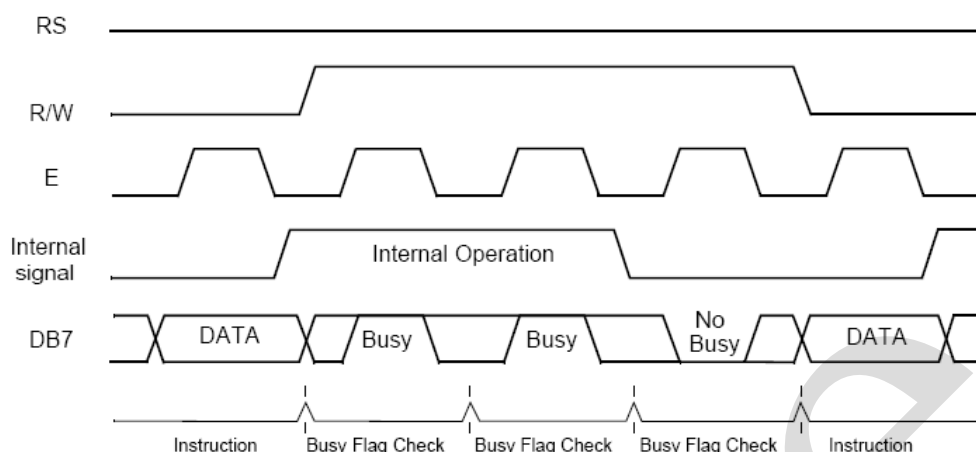 RS
R/W
E
Internal
signal
Internal Operation
DB7
DATA
Busy
Busy
No
Busy
DATA
Instruction
Busy Flag Check
Busy Flag Check
Busy Flag Check
Instruction